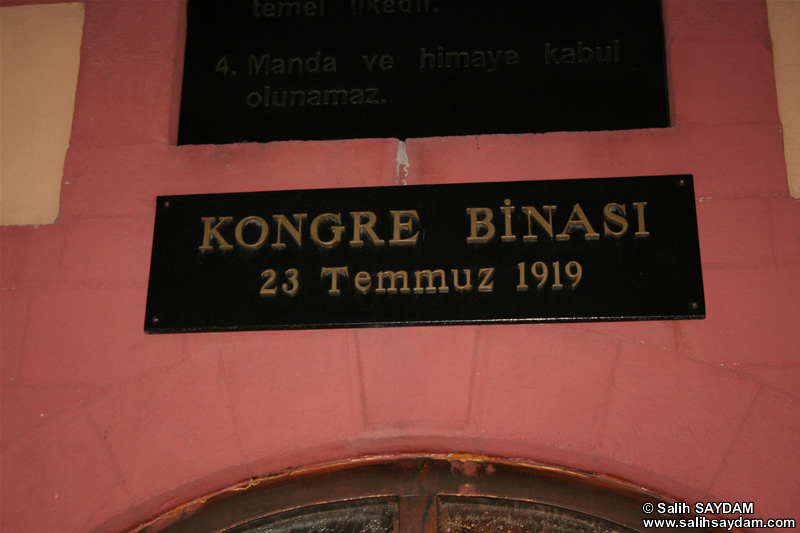 temel ilkedir.
4. Manda ve himaye kabul
olunamaz.
KONGRE BİNASI
23 Temmuz 1919
© Salih SAYDAM
www.salihsaydam.com